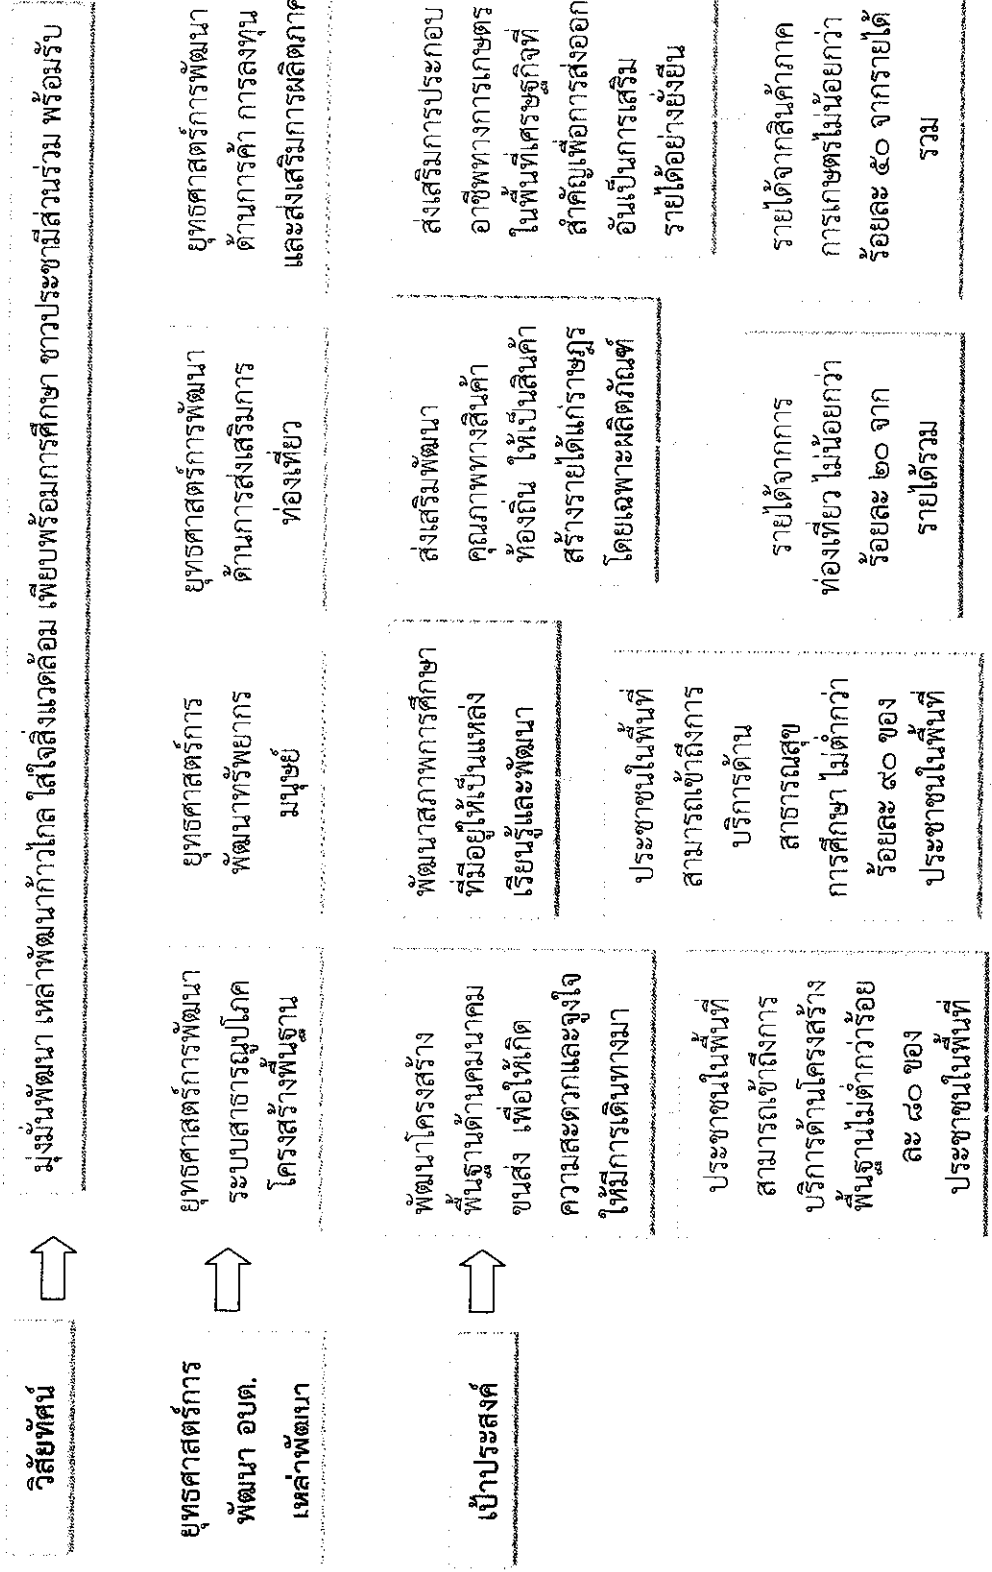 วิสัยทัศน์
มุ่งมั่นพัฒนา เหล่าพัฒนาก้าวไกล ใส่ใจสิ่งแวดล้อม เพียบพร้อมการศึกษา ชาวประชามีส่วนร่วม พร้อมรับ
ยุทธศาสตร์การ
พัฒนา อบต.
เหล่าพัฒนา
ยุทธศาสตร์การพัฒนา
ระบบสาธารณูปโภค
โครงสร้างพื้นฐาน
ยุทธศาสตร์การ
พัฒนาทรัพยากร
มนุษย์
ยุทธศาสตร์การพัฒนา
ด้านการส่งเสริมการ
ท่องเที่ยว
ยุทธศาสตร์การพัฒนา
ด้านการค้า การลงทุน
และส่งเสริมการผลิตภาค
เป้าประสงค์
พัฒนาโครงสร้าง
พื้นฐานด้านคมนาคม
ขนส่ง เพื่อให้เกิด
ความสะดวกและจูงใจ
ให้มีการเดินทางมา
พัฒนาสภาพการศึกษา
ที่มีอยู่ให้เป็นแหล่ง
เรียนรู้และพัฒนา
ส่งเสริมพัฒนา
คุณภาพทางสินค้า
ท้องถิ่น ให้เป็นสินค้า
สร้างรายได้แก่ราษฎร
โดยเฉพาะผลิตภัณฑ์
ส่งเสริมการประกอบ
อาชีพทางการเกษตร
ในพื้นที่เศรษฐกิจที่
สำคัญเพื่อการส่งออก
อันเป็นการเสริม
รายได้อย่างยั่งยืน
ประชาชนในพื้นที่
สามารถเข้าถึงการ
บริการด้านโครงสร้าง
พื้นฐานไม่ต่ำกว่าร้อย
ละ ๘๐ ของ
ประชาชนในพื้นที่
ประชาชนในพื้นที่
สามารถเข้าถึงการ
บริการด้าน
สาธารณสุข
การศึกษา ไม่ต่ำกว่า
ร้อยละ ๙๐ ของ
ประชาชนในพื้นที่
รายได้จากการ
ท่องเที่ยว ไม่น้อยกว่า
ร้อยละ ๒๐ จาก
รายได้รวม
รายได้จากสินค้าภาค
การเกษตรไม่น้อยกว่า
ร้อยละ ๕๐ จากรายได้
รวม